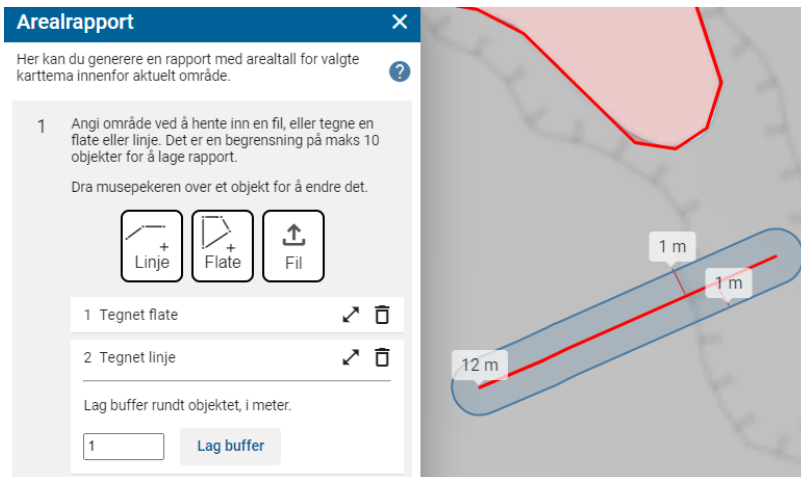 Arealrapport
Her kan du generere en rapport med arealtall for valgte
karttema innenfor aktuelt område.
?
1 Angi område ved å hente inn en fil, eller tegne en
flate eller linje. Det er en begrensning på maks 10
objekter for å lage rapport.
Dra musepekeren over et objekt for å endre det.
Linje
Flate
Fil
1 Tegnet flate
2 Tegnet linje
Lag buffer rundt objektet, i meter.
1
Lag buffer
1 m
1 m
12 m